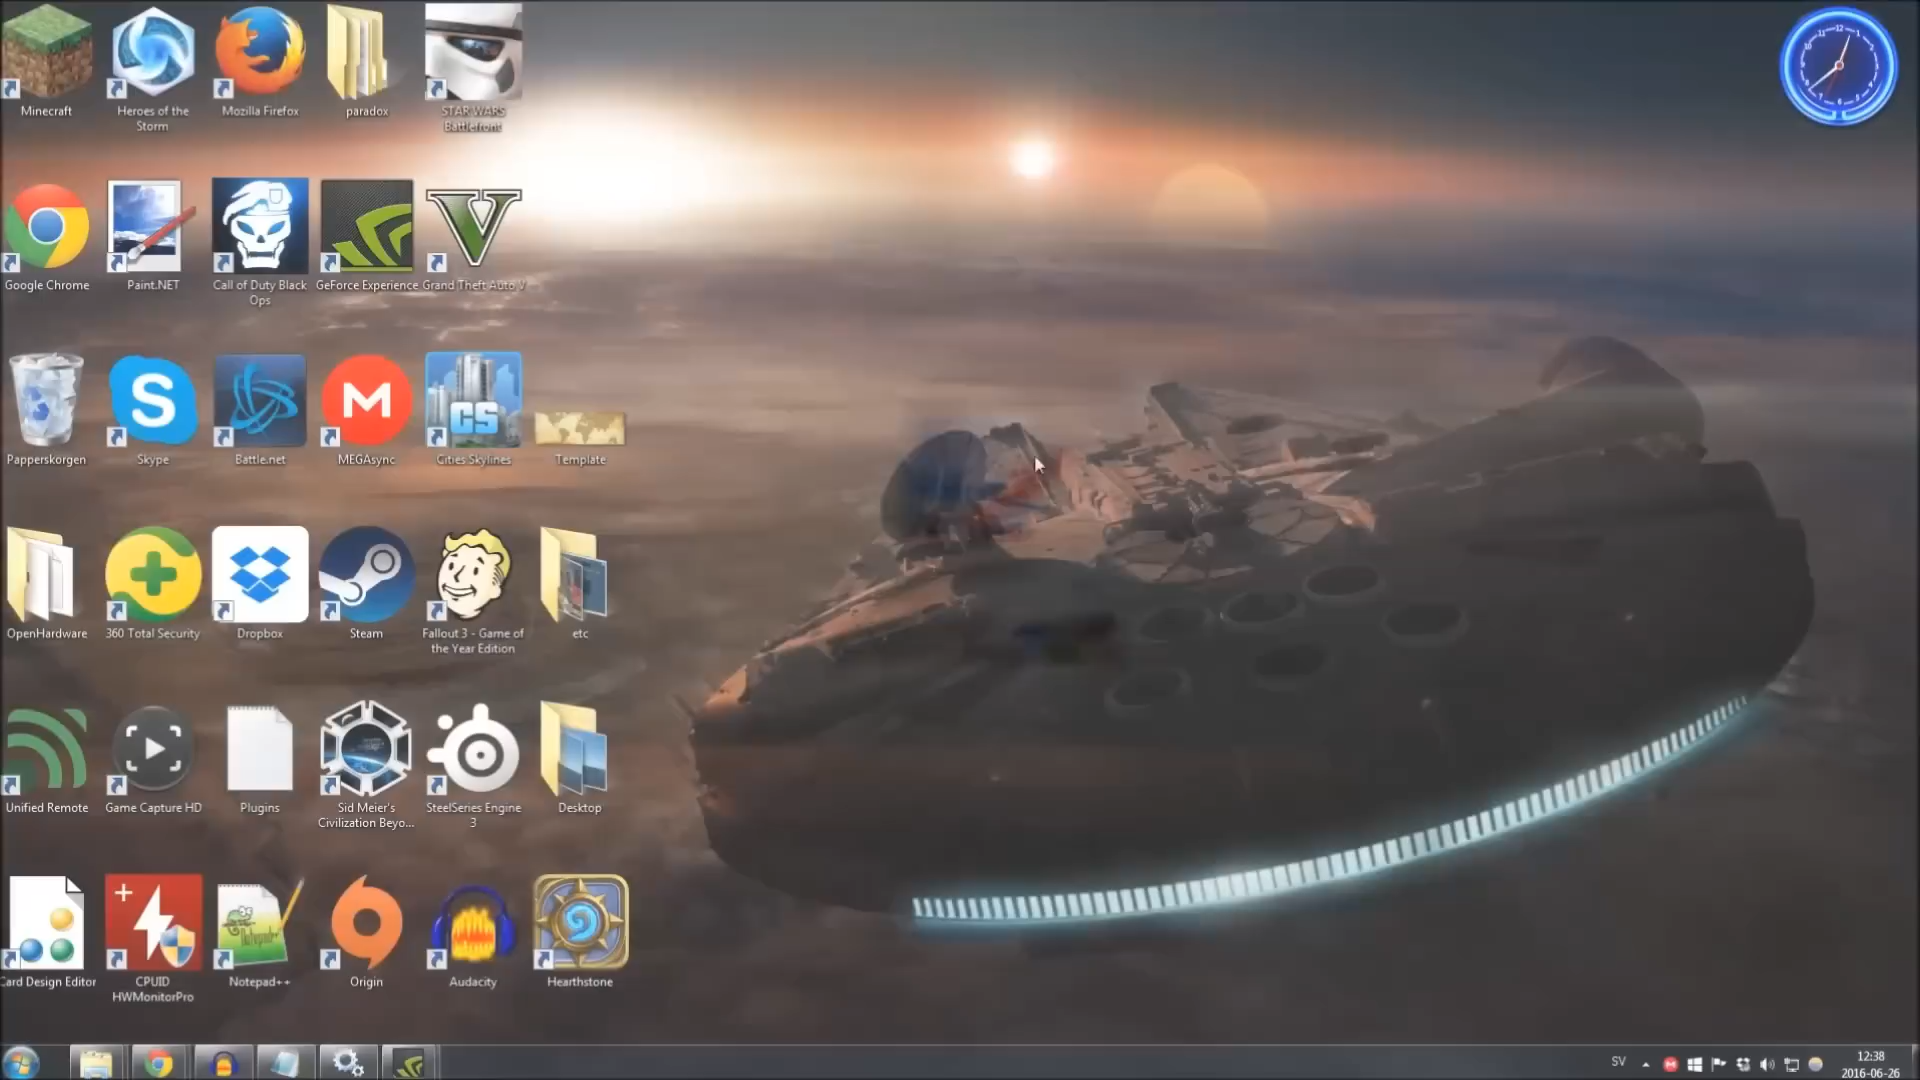 Minecraft
Heroes of the
Storm
Mozilla Firefox
paradox
STAR WARS
Battlefront
Google Chrome
Paint.NET
Call of Duty Black
Ops
GeForce Experience
Grand Theft Auto V
Papperskorgen
S
Skype
Battle.net
M
MEGAsync
CS
Cities Skylines
Template
OpenHardware
360 Total Security
Dropbox
Steam
Fallout 3 - Game of
the Year Edition
etc
Unified Remote
Game Capture HD
Plugins
Sid Meier's
Civilization Beyo...
SteelSeries Engine
3
Desktop
Card Design Editor
CPUID
HWMonitorPro
Notepad++
Origin
Audacity
Hearthstone
SV
12:38
2016-06-26